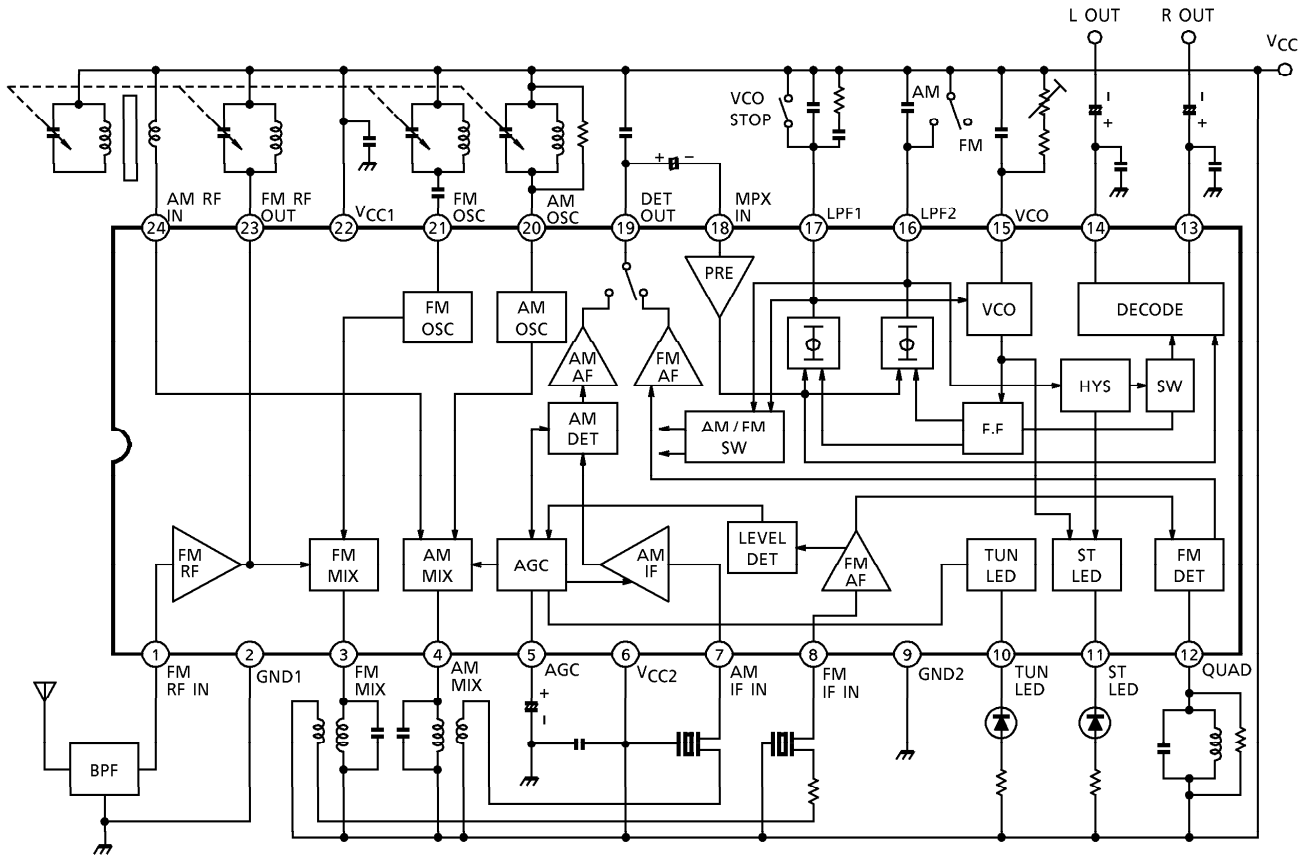 L OUT
R OUT
VCC
VCO
STOP
AM
FM
AM RF
IN
FM RF
OUT
VCC1
FM
OSC
AM
OSC
DET
OUT
MPX
IN
LPF1
LPF2
VCO
24
23
22
21
20
19
18
17
16
15
14
13
PRE
FM
OSC
AM
OSC
VCO
DECODE
AM
AF
FM
AF
HYS
SW
AM
DET
AM / FM
SW
F.F
FM
RF
FM
MIX
AM
MIX
AGC
AM
IF
LEVEL
DET
FM
AF
TUN
LED
ST
LED
FM
DET
1
2
3
4
5
6
7
8
9
10
11
12
FM
RF IN
GND1
FM
MIX
AM
MIX
AGC
VCC2
AM
IF IN
FM
IF IN
GND2
TUN
LED
ST
LED
QUAD
BPF